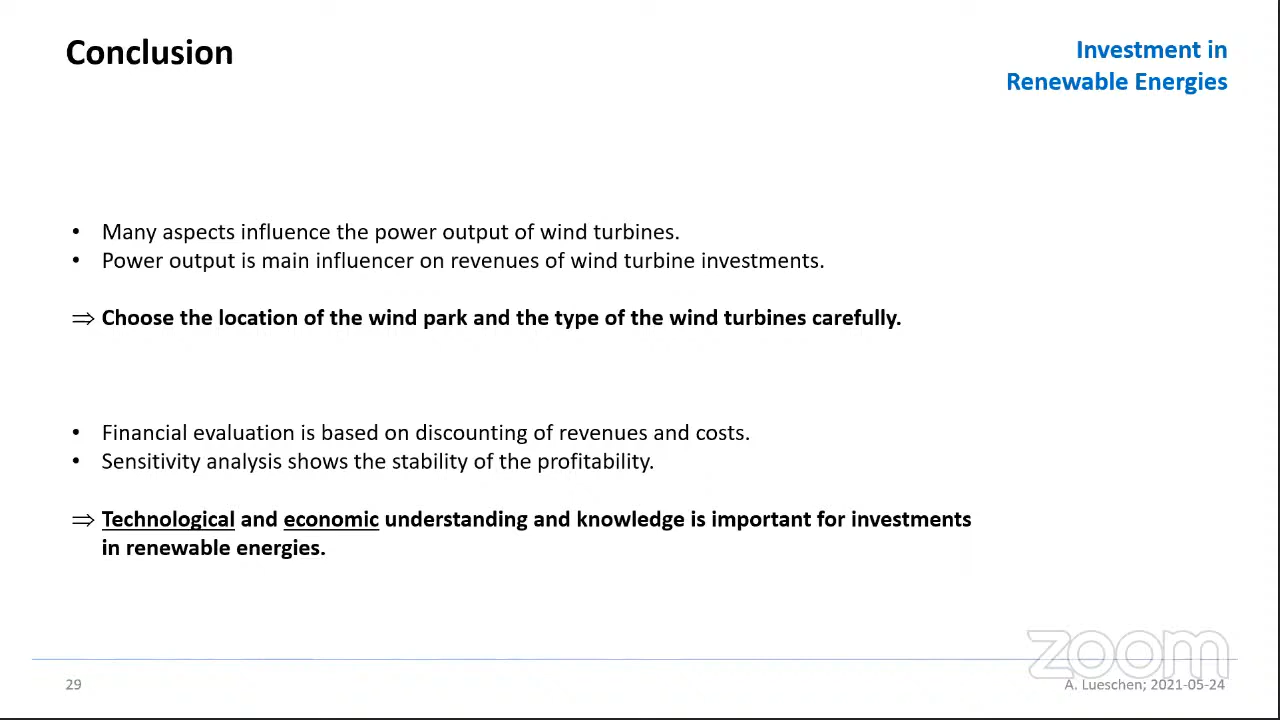 Conclusion
Investment in
Renewable Energies
• Many aspects influence the power output of wind turbines.
• Power output is main influencer on revenues of wind turbine investments.
⇒ Choose the location of the wind park and the type of the wind turbines carefully.
• Financial evaluation is based on discounting of revenues and costs.
• Sensitivity analysis shows the stability of the profitability.
⇒ Technological and economic understanding and knowledge is important for investments
in renewable energies.
zoom
29
A. Lueschen; 2021-05-24